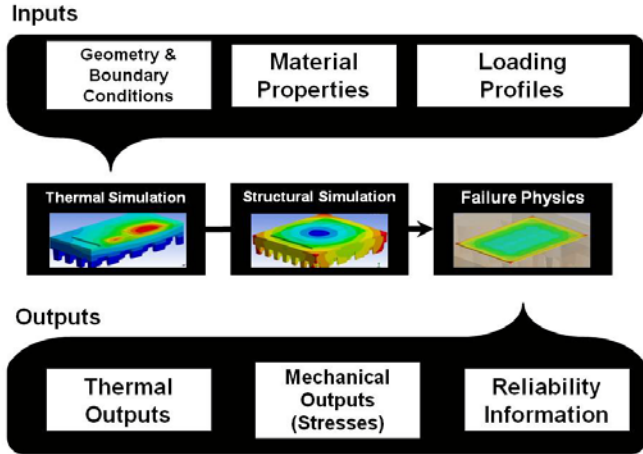 Inputs
Geometry &
Boundary
Conditions
Material
Properties
Loading
Profiles
Thermal Simulation
Structural Simulation
Failure Physics
Outputs
Thermal
Outputs
Mechanical
Outputs
(Stresses)
Reliability
Information